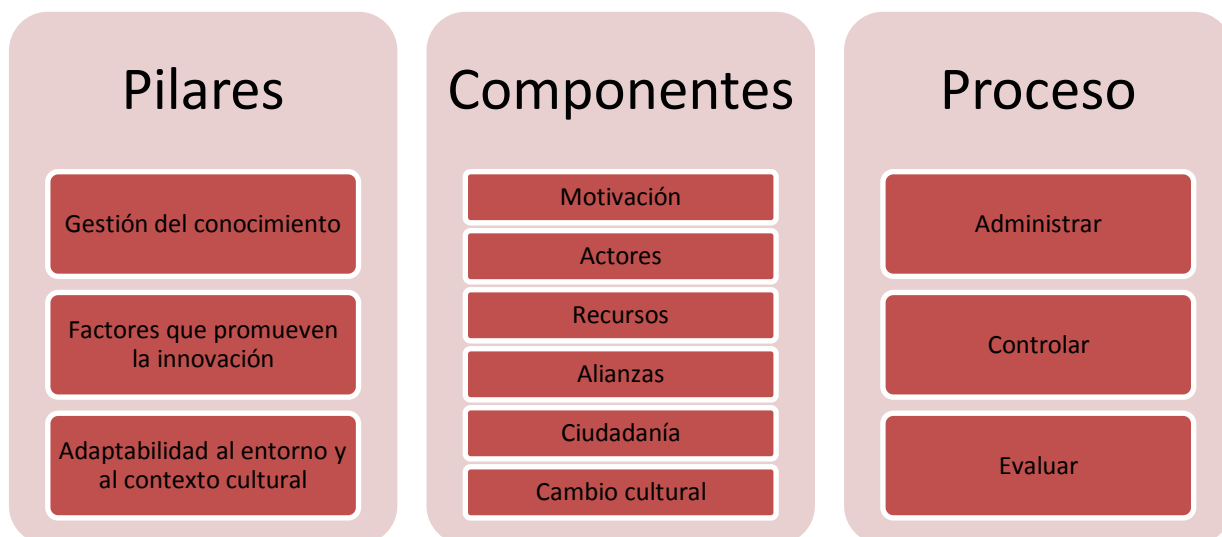 Pilares
Gestión del conocimiento
Factores que promueven
la innovación
Adaptabilidad al entorno y
al contexto cultural
Componentes
Motivación
Actores
Recursos
Alianzas
Ciudadanía
Cambio cultural
Proceso
Administrar
Controlar
Evaluar